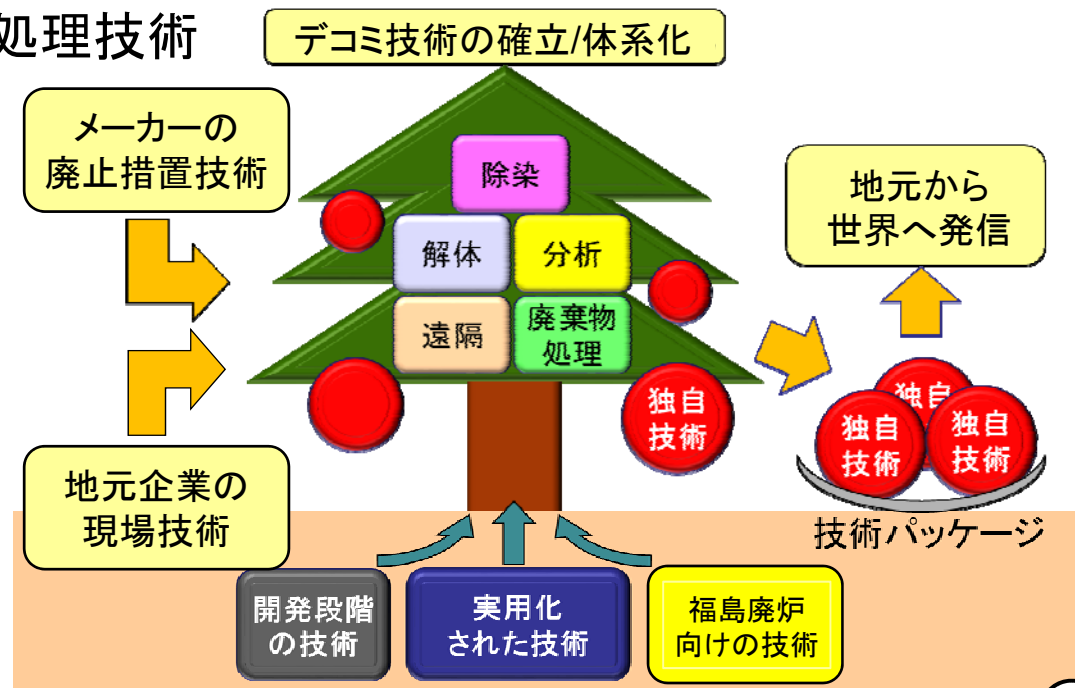 処理技術
デコミ技術の確立/体系化
メーカーの
廃止措置技術
除染
解体
分析
遠隔
廃棄物
処理
独自
技術
地元から
世界へ発信
独自
独自
技術
独自
技術
技術パッケージ
地元企業の
現場技術
開発段階
の技術
実用化
された技術
福島廃炉
向けの技術